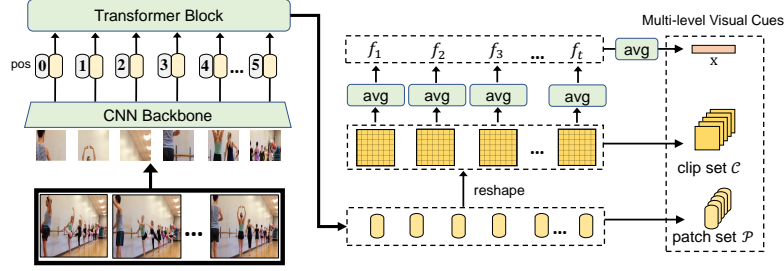 Transformer Block
pos 0 1 2 3 4 ... 5
CNN Backbone
...
f1 f2 f3 ... ft
avg
avg avg avg avg
...
reshape
...
Multi-level Visual Cues
x
clip set C
patch set P